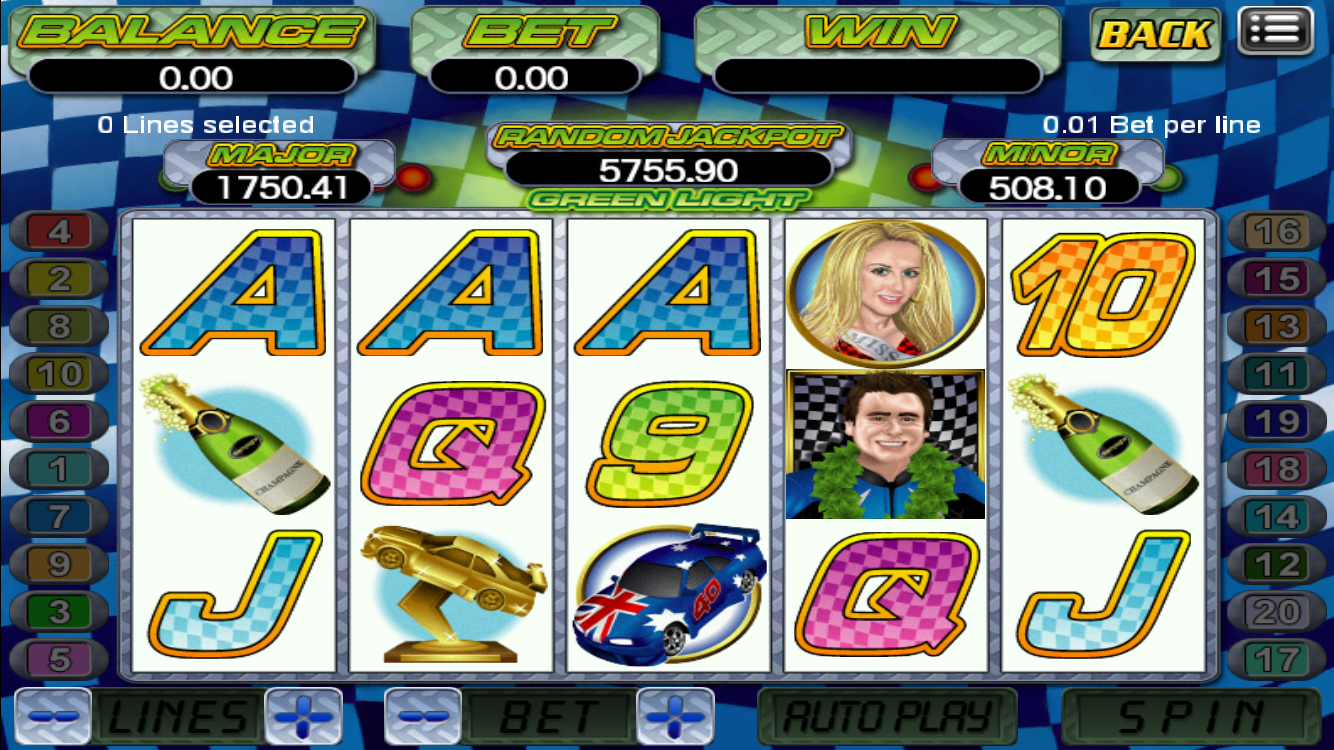 BALANCE
0.00
BET
0.00
WIN
BACK
0 Lines selected
0.01 Bet per line
MAJOR
1750.41
RANDOM JACKPOT
5755.90
GREEN LIGHT
MINOR
508.10
4
2
8
10
6
1
7
9
3
5
A
A
A
MISS
10
CHAMPAGNE
Q
9
CHAMPAGNE
J
40
Q
J
16
15
13
11
19
18
14
12
20
17
LINES
BET
AUTO PLAY
SPIN